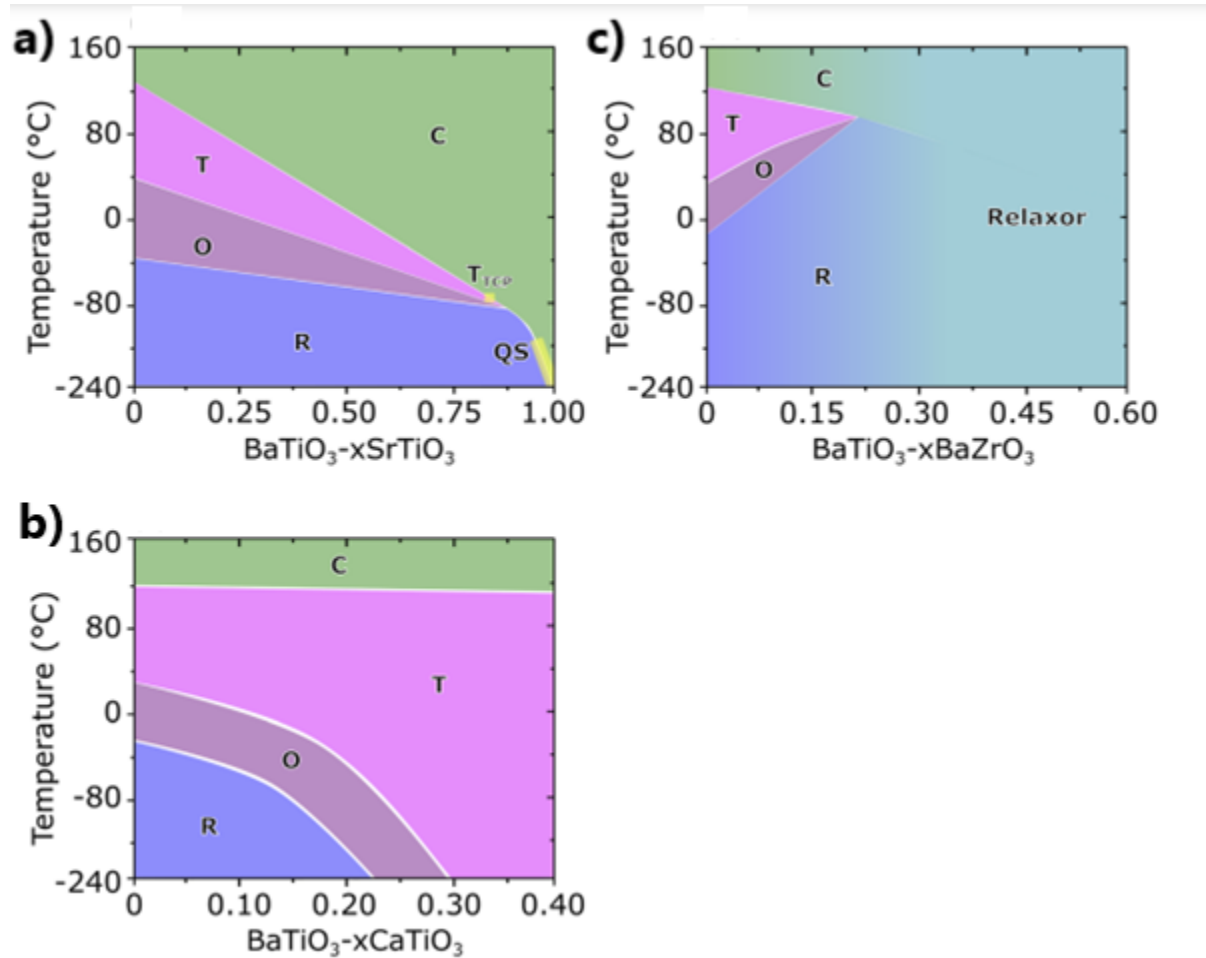 a)
160
80
0
-80
-240
Temperature (°C)
C
T
O
R
T_TCP
QS
0 0.25 0.50 0.75 1.00
BaTiO₃-xSrTiO₃
c)
160
80
0
-80
-240
Temperature (°C)
C
T
O
R
Relaxor
0 0.15 0.30 0.45 0.60
BaTiO₃-xBaZrO₃
b)
160
80
0
-80
-240
Temperature (°C)
C
T
O
R
0 0.10 0.20 0.30 0.40
BaTiO₃-xCaTiO₃